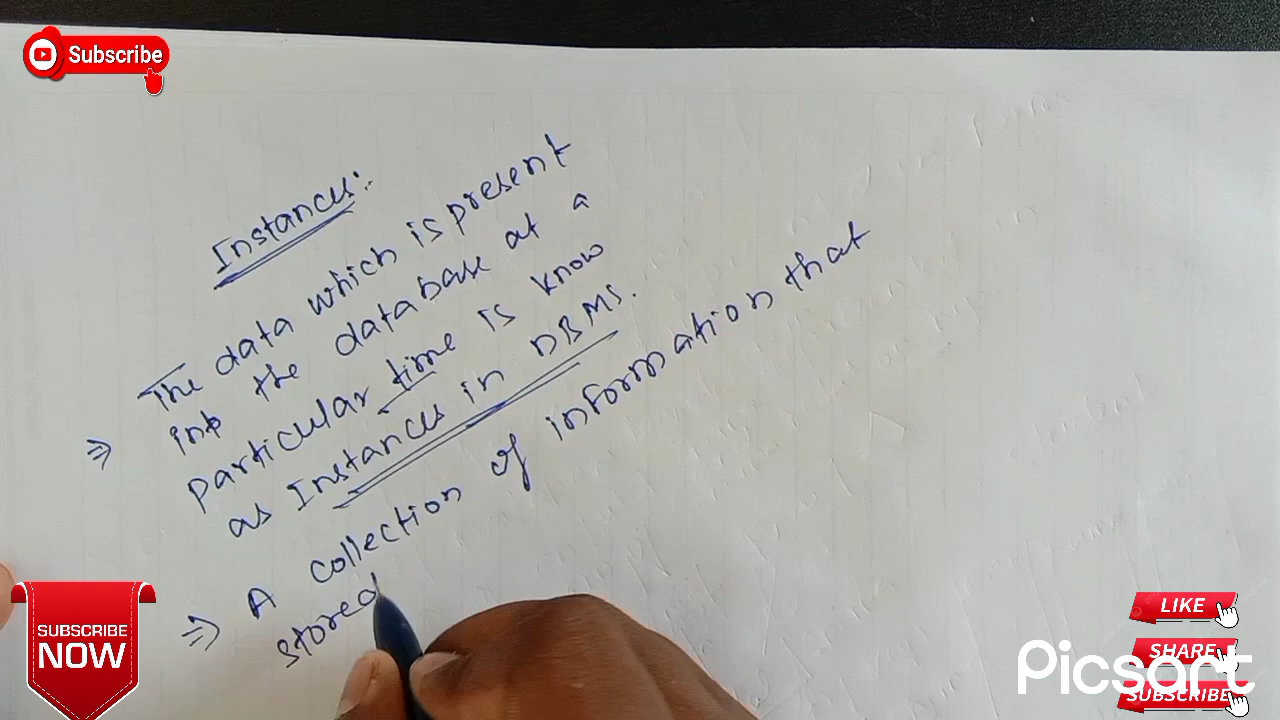 Subscribe
Instances:-
⇒ The data which is present
into the database at a
particular time is know
as Instances in DBMS.
⇒ A collection of information that
stored
SUBSCRIBE
NOW
LIKE
SHARE
SUBSCRIBE
Picsart